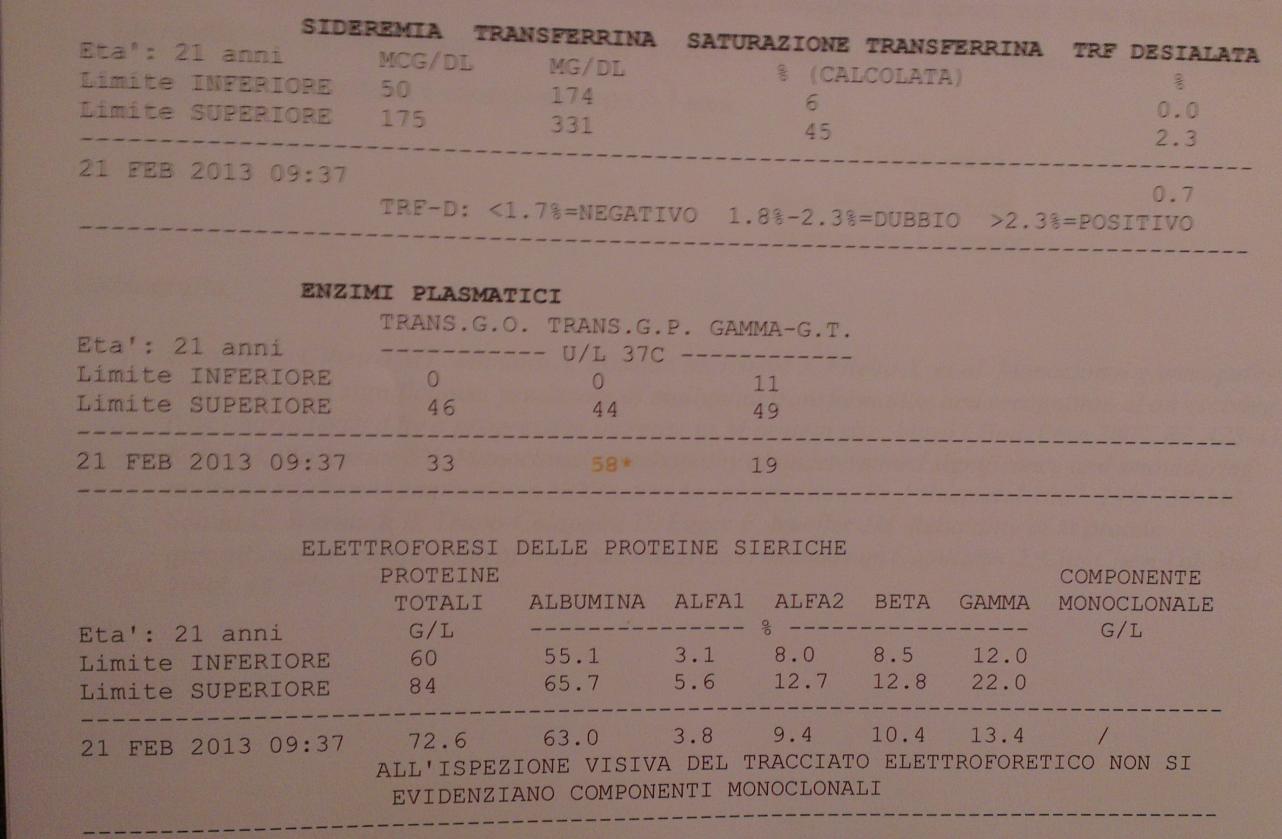 SIDEREMIA TRANSFERRINA SATURAZIONE TRANSFERRINA TRF DESIALATA
Eta': 21 anni MCG/DL MG/DL % (CALCOLATA) %
Limite INFERIORE 50 174 6 0.0
Limite SUPERIORE 175 331 45 2.3
--------------------------------------------------------------------------------
21 FEB 2013 09:37 0.7
TRF-D: <1.7%=NEGATIVO 1.8%-2.3%=DUBBIO >2.3%=POSITIVO
--------------------------------------------------------------------------------
ENZIMI PLASMATICI
TRANS.G.O. TRANS.G.P. GAMMA-G.T.
Eta': 21 anni ----------- U/L 37C -----------
Limite INFERIORE 0 0 11
Limite SUPERIORE 46 44 49
--------------------------------------------------------------------------------
21 FEB 2013 09:37 33 58* 19
--------------------------------------------------------------------------------
ELETTROFORESI DELLE PROTEINE SIERICHE
PROTEINE COMPONENTE
TOTALI ALBUMINA ALFA1 ALFA2 BETA GAMMA MONOCLONALE
Eta': 21 anni G/L --------------- % ---------------- G/L
Limite INFERIORE 60 55.1 3.1 8.0 8.5 12.0
Limite SUPERIORE 84 65.7 5.6 12.7 12.8 22.0
--------------------------------------------------------------------------------
21 FEB 2013 09:37 72.6 63.0 3.8 9.4 10.4 13.4 /
ALL'ISPEZIONE VISIVA DEL TRACCIATO ELETTROFORETICO NON SI
EVIDENZIANO COMPONENTI MONOCLONALI
--------------------------------------------------------------------------------